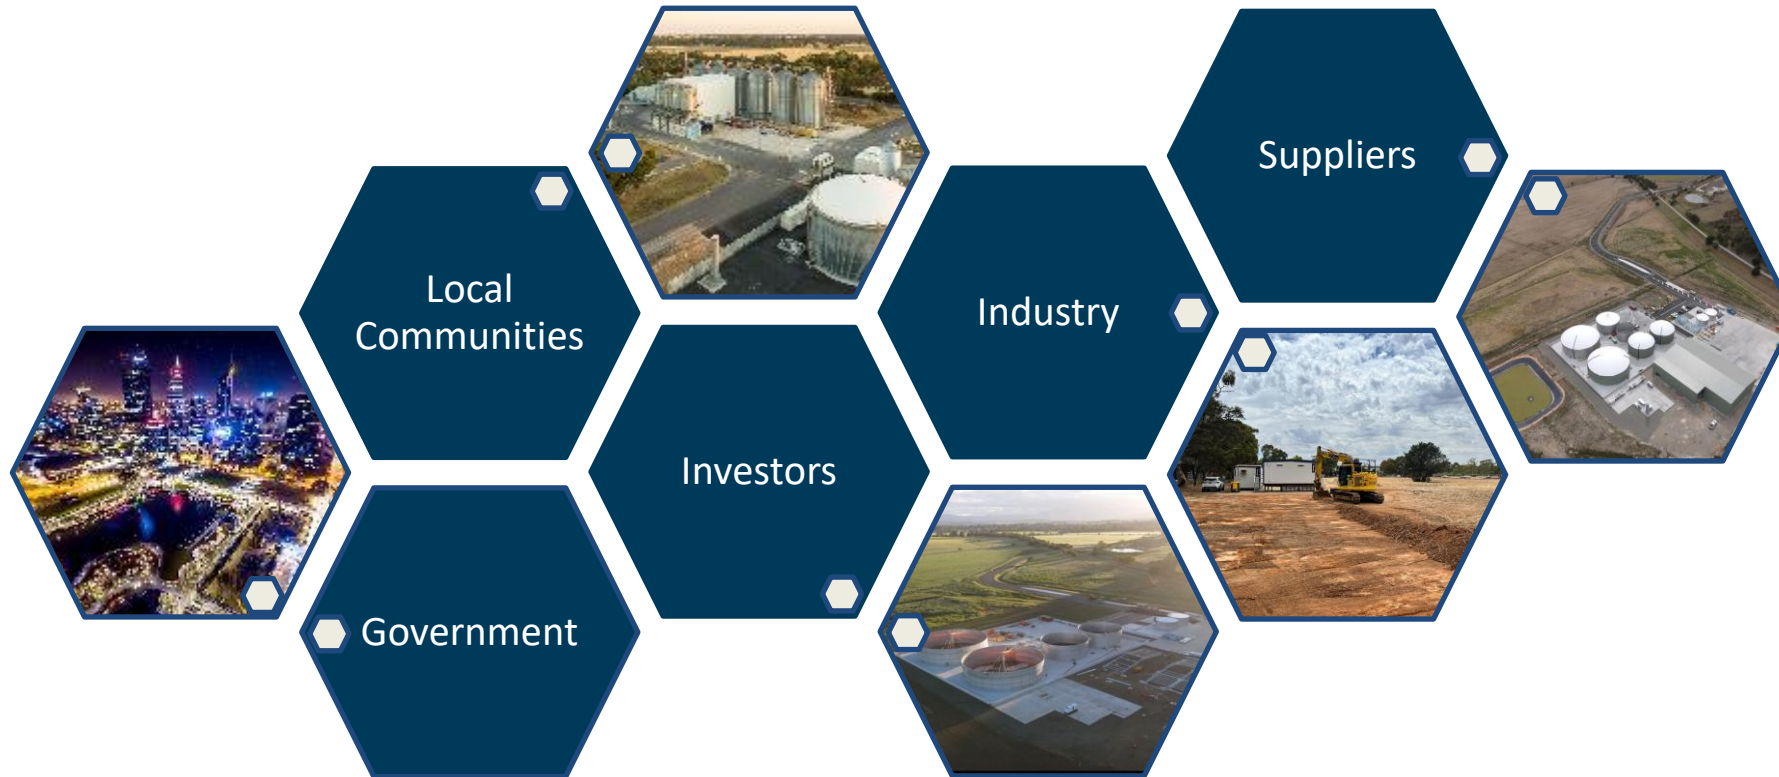 Suppliers
Local
Communities
Industry
Investors
Government